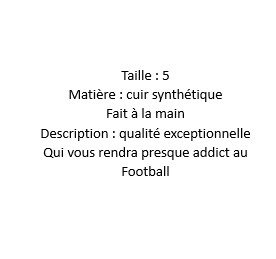 Taille : 5
Matière : cuir synthétique
Fait à la main
Description : qualité exceptionnelle
Qui vous rendra presque addict au
Football